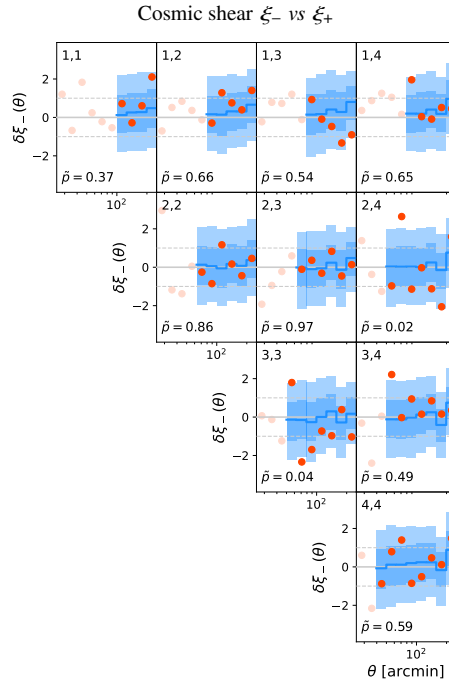 Cosmic shear ξ− vs ξ+
1,1 1,2 1,3 1,4
δξ−(θ)
2
0
−2
p̃ = 0.37 p̃ = 0.66 p̃ = 0.54 p̃ = 0.65
10²
2,2 2,3 2,4
δξ−(θ)
2
0
−2
p̃ = 0.86 p̃ = 0.97 p̃ = 0.02
10²
3,3 3,4
δξ−(θ)
2
0
−2
p̃ = 0.04 p̃ = 0.49
10²
4,4
δξ−(θ)
2
0
−2
p̃ = 0.59
10²
θ [arcmin]